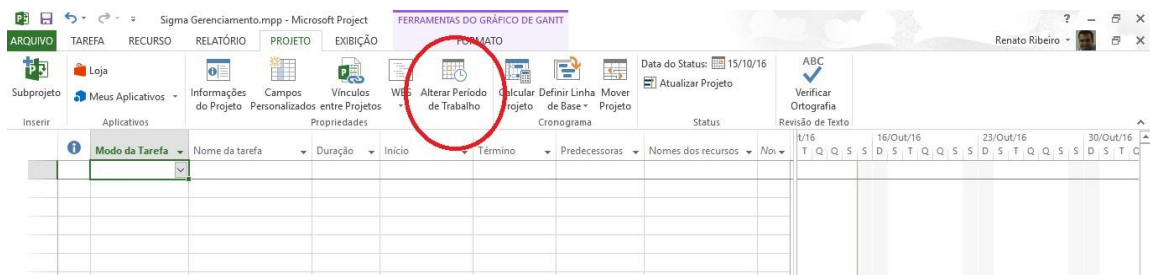 Sigma Gerenciamento.mpp - Microsoft Project
FERRAMENTAS DO GRÁFICO DE GANTT
?
ARQUIVO TAREFA RECURSO RELATÓRIO PROJETO EXIBIÇÃO FORMATO Renato Ribeiro
Subprojeto
Loja
Meus Aplicativos
Informações do Projeto
Campos Personalizados
Vínculos entre Projetos
WBS
Alterar Período de Trabalho
Calcular Projeto
Definir Linha de Base
Mover Projeto
Data do Status: 15/10/16
Atualizar Projeto
ABC
Verificar Ortografia
Inserir Aplicativos Propriedades Cronograma Status Revisão de Texto
t/16 16/Out/16 23/Out/16 30/Out/16
Modo da Tarefa Nome da tarefa Duração Início Término Predecessoras Nomes dos recursos T Q Q S S D S T Q Q S S D S T Q Q S S D S T Q